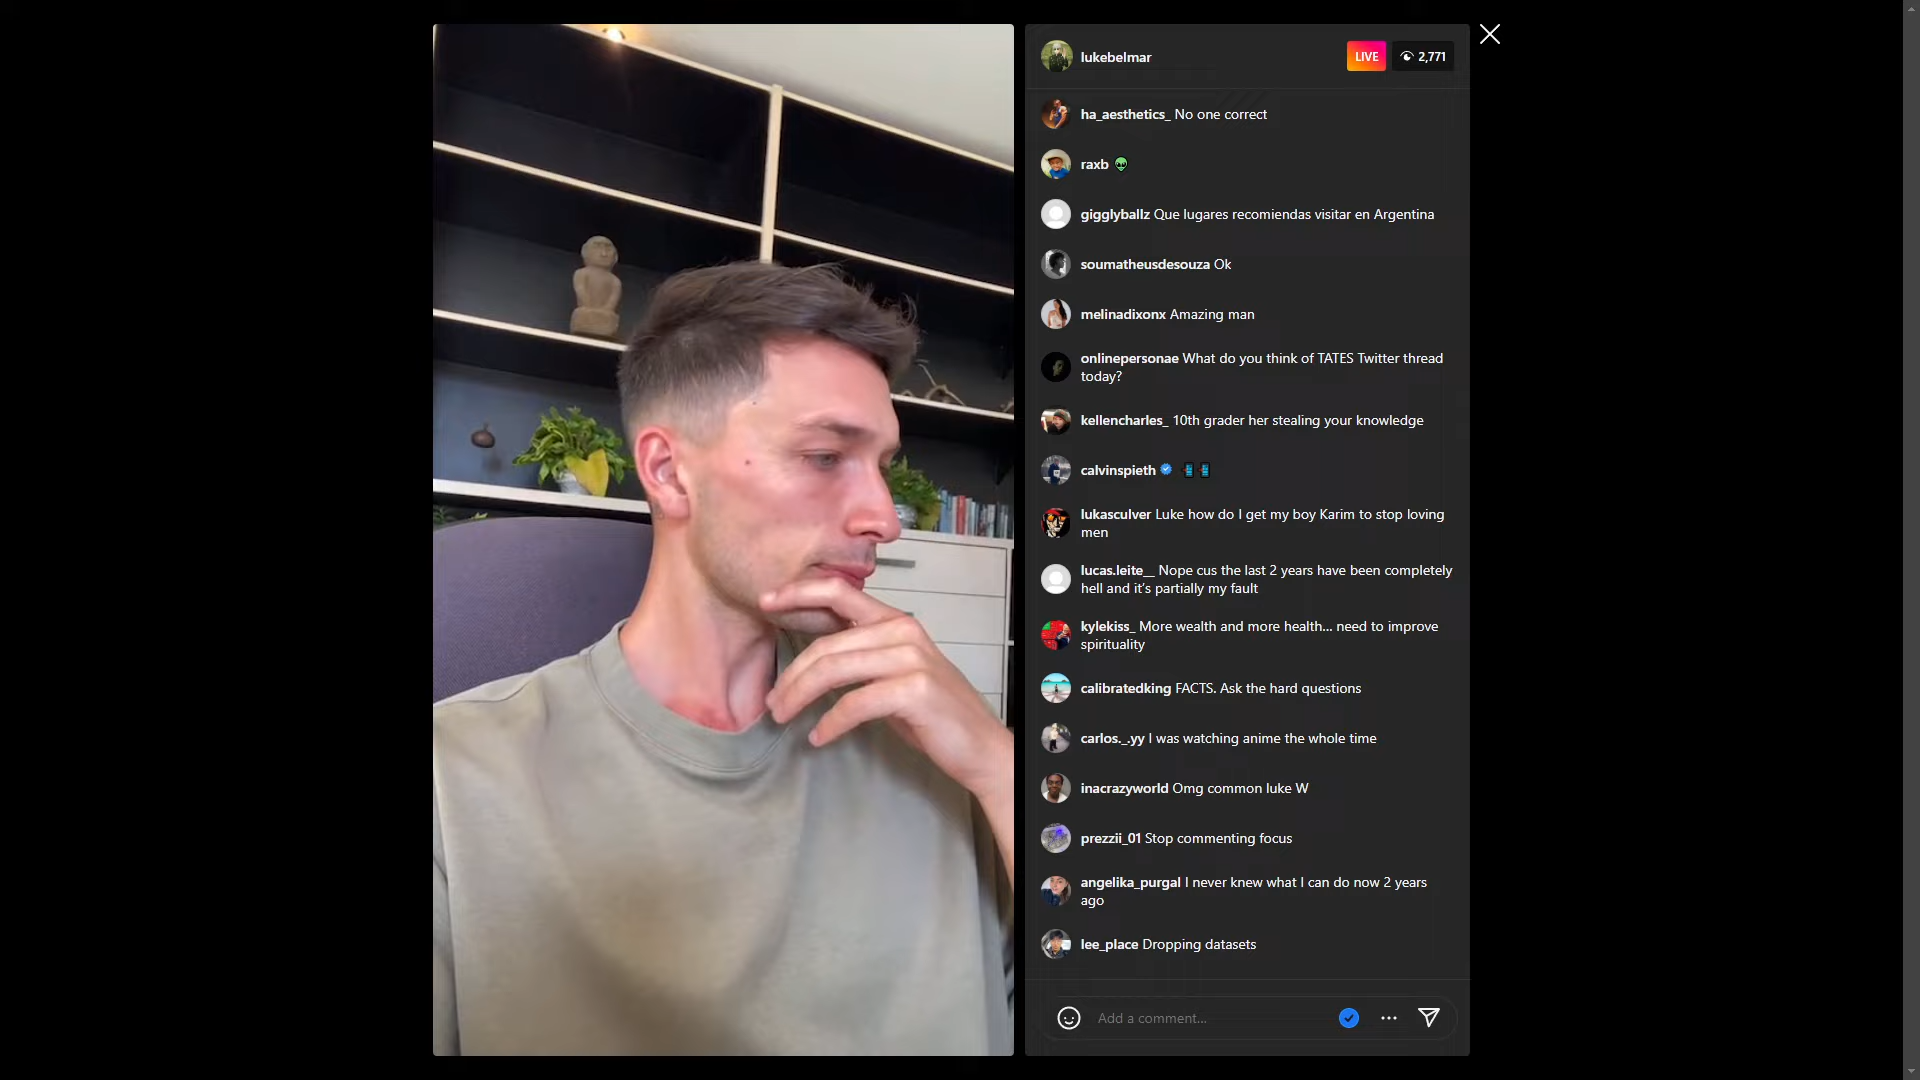 lukebelmar
LIVE
2,771
ha_aesthetics_ No one correct
raxb 👽
gigglyballz Que lugares recomiendas visitar en Argentina
soumatheusdesouza Ok
melinadixonx Amazing man
onlinepersonae What do you think of TATES Twitter thread
today?
kellencharles_ 10th grader her stealing your knowledge
calvinspieth 📲📲
lukasculver Luke how do I get my boy Karim to stop loving
men
lucas.leite__ Nope cus the last 2 years have been completely
hell and it’s partially my fault
kylekiss_ More wealth and more health... need to improve
spirituality
calibratedking FACTS. Ask the hard questions
carlos._.yy I was watching anime the whole time
inacrazyworld Omg common luke W
prezzii_01 Stop commenting focus
angelika_purgal I never knew what I can do now 2 years
ago
lee_place Dropping datasets
Add a comment...